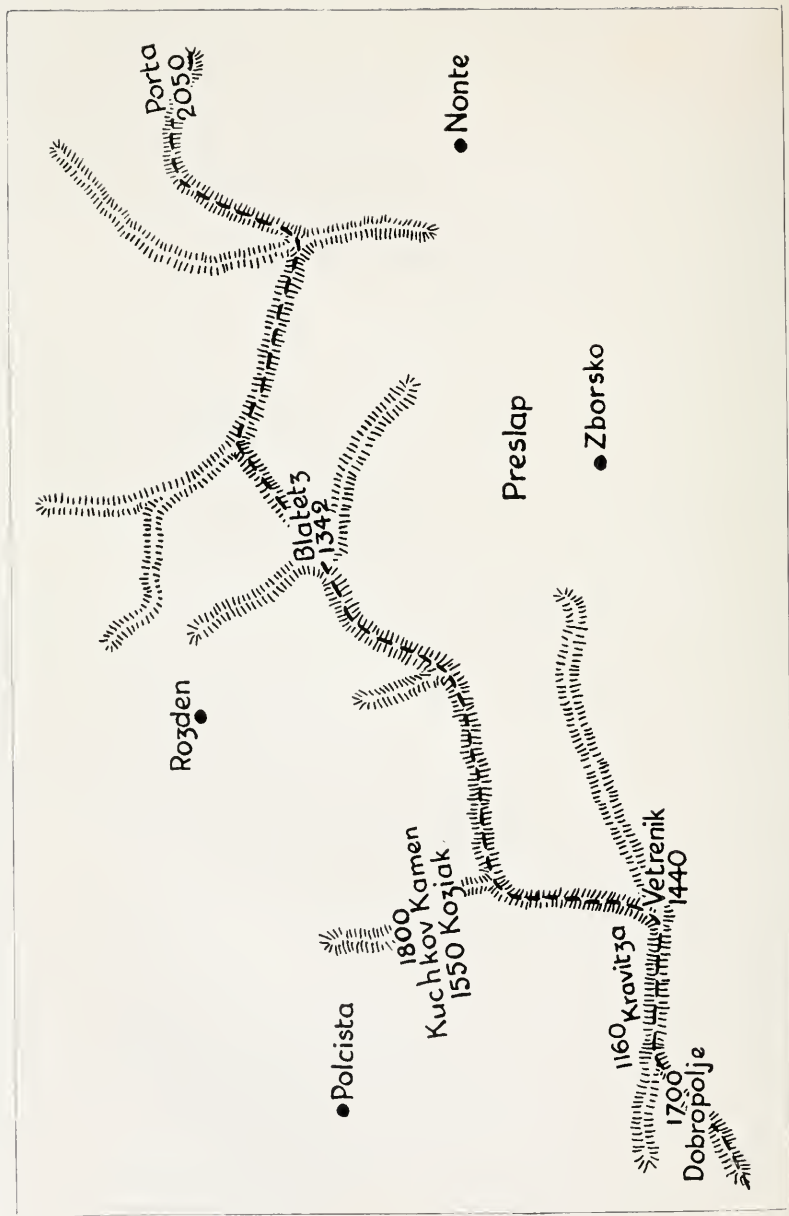 Porta
2050
Rozden
Blatetz
1342
Polcista
1800
Kuchkov Kamen
1550 Koziak
Nonte
Preslap
Zborsko
1160 Kravitza
Vetrenik
1440
1700
Dobropolje